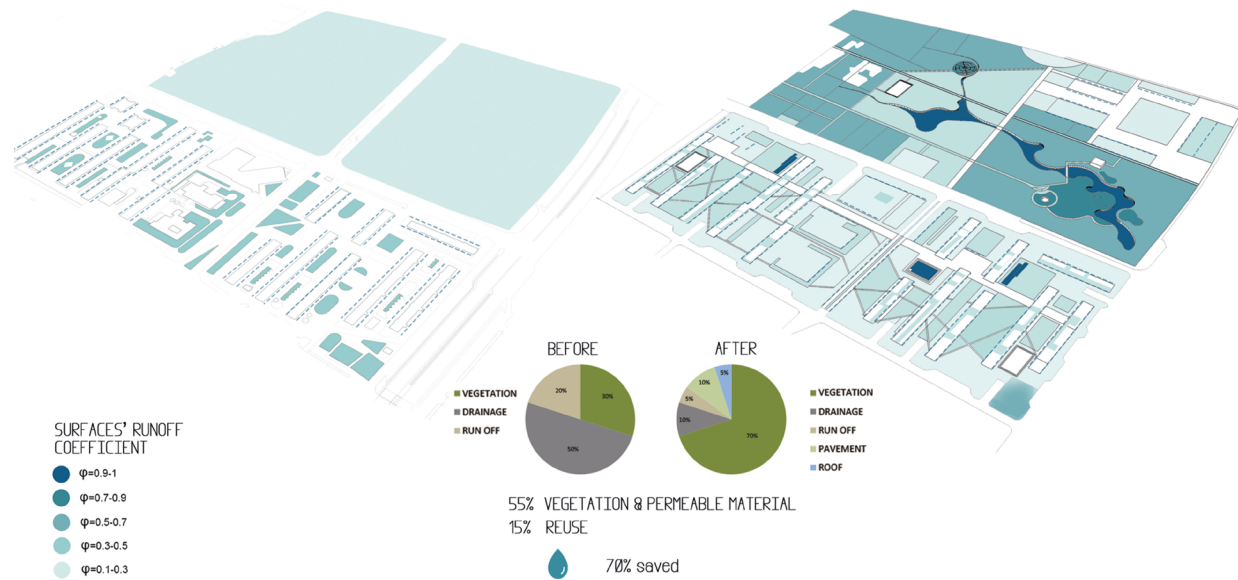 BEFORE
VEGETATION
DRAINAGE
RUN OFF
20%
30%
50%
AFTER
5%
10%
5%
10%
70%
VEGETATION
DRAINAGE
RUN OFF
PAVEMENT
ROOF
SURFACES' RUNOFF
COEFFICIENT
φ=0.9-1
φ=0.7-0.9
φ=0.5-0.7
φ=0.3-0.5
φ=0.1-0.3
55% VEGETATION & PERMEABLE MATERIAL
15% REUSE
70% saved